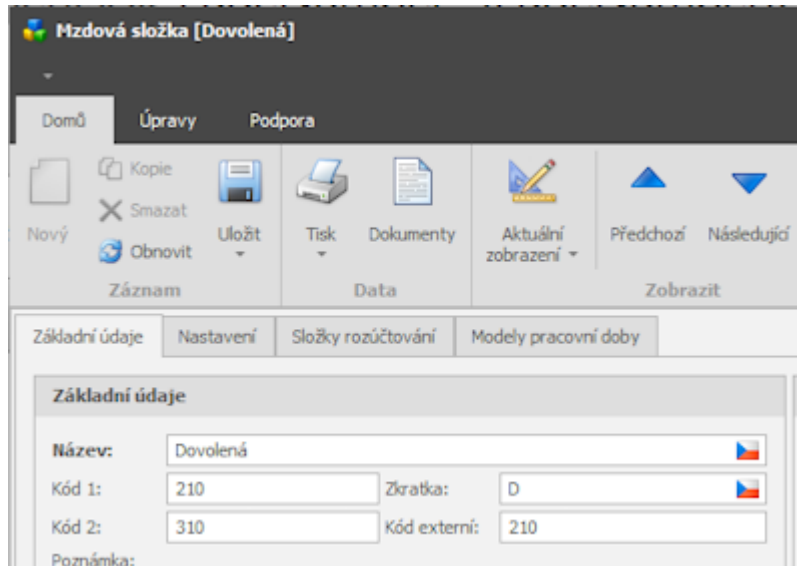 Mzdová složka [Dovolená]
Domů Úpravy Podpora
Nový
Kopie
Smazat
Obnovit
Uložit
Tisk
Dokumenty
Aktuální
zobrazení
Předchozí
Následující
Záznam Data Zobrazit
Základní údaje Nastavení Složky rozúčtování Modely pracovní doby
Základní údaje
Název: Dovolená
Kód 1: 210 Zkratka: D
Kód 2: 310 Kód externí: 210
Poznámka: